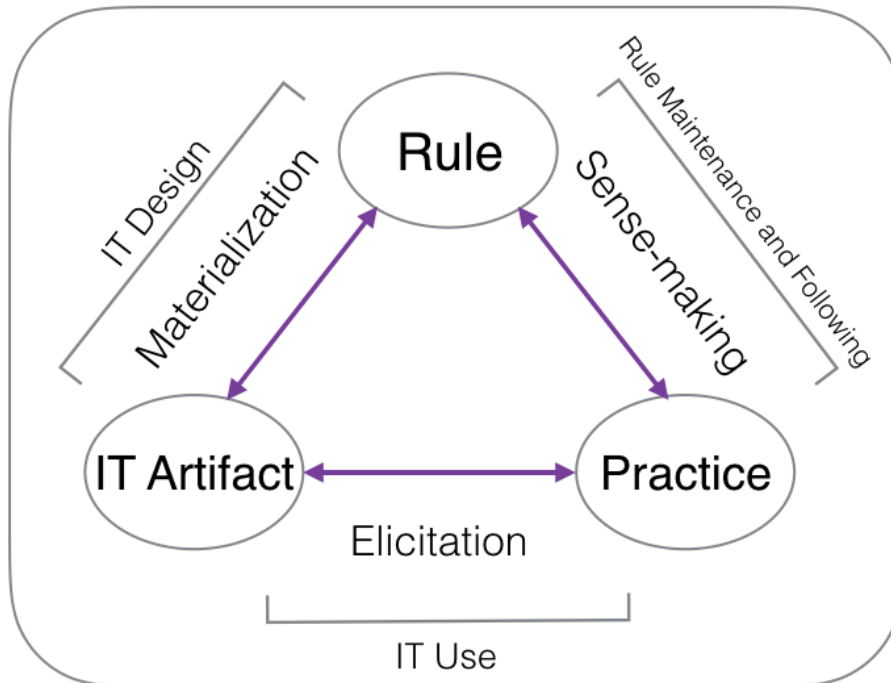 Rule
IT Design
Materialization
Sense-making
Rule Maintenance and Following
IT Artifact
Practice
Elicitation
IT Use